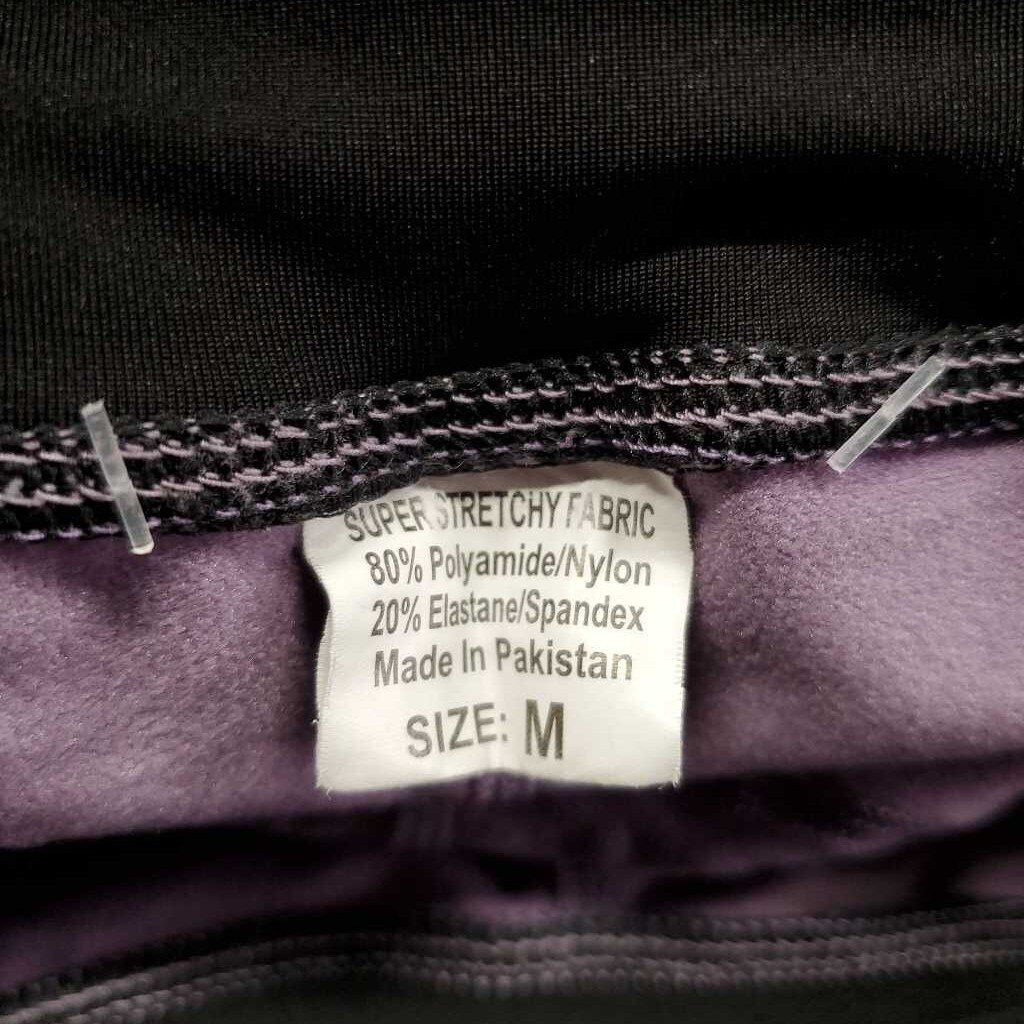 SUPER STRETCHY FABRIC
80% Polyamide/Nylon
20% Elastane/Spandex
Made In Pakistan
SIZE: M